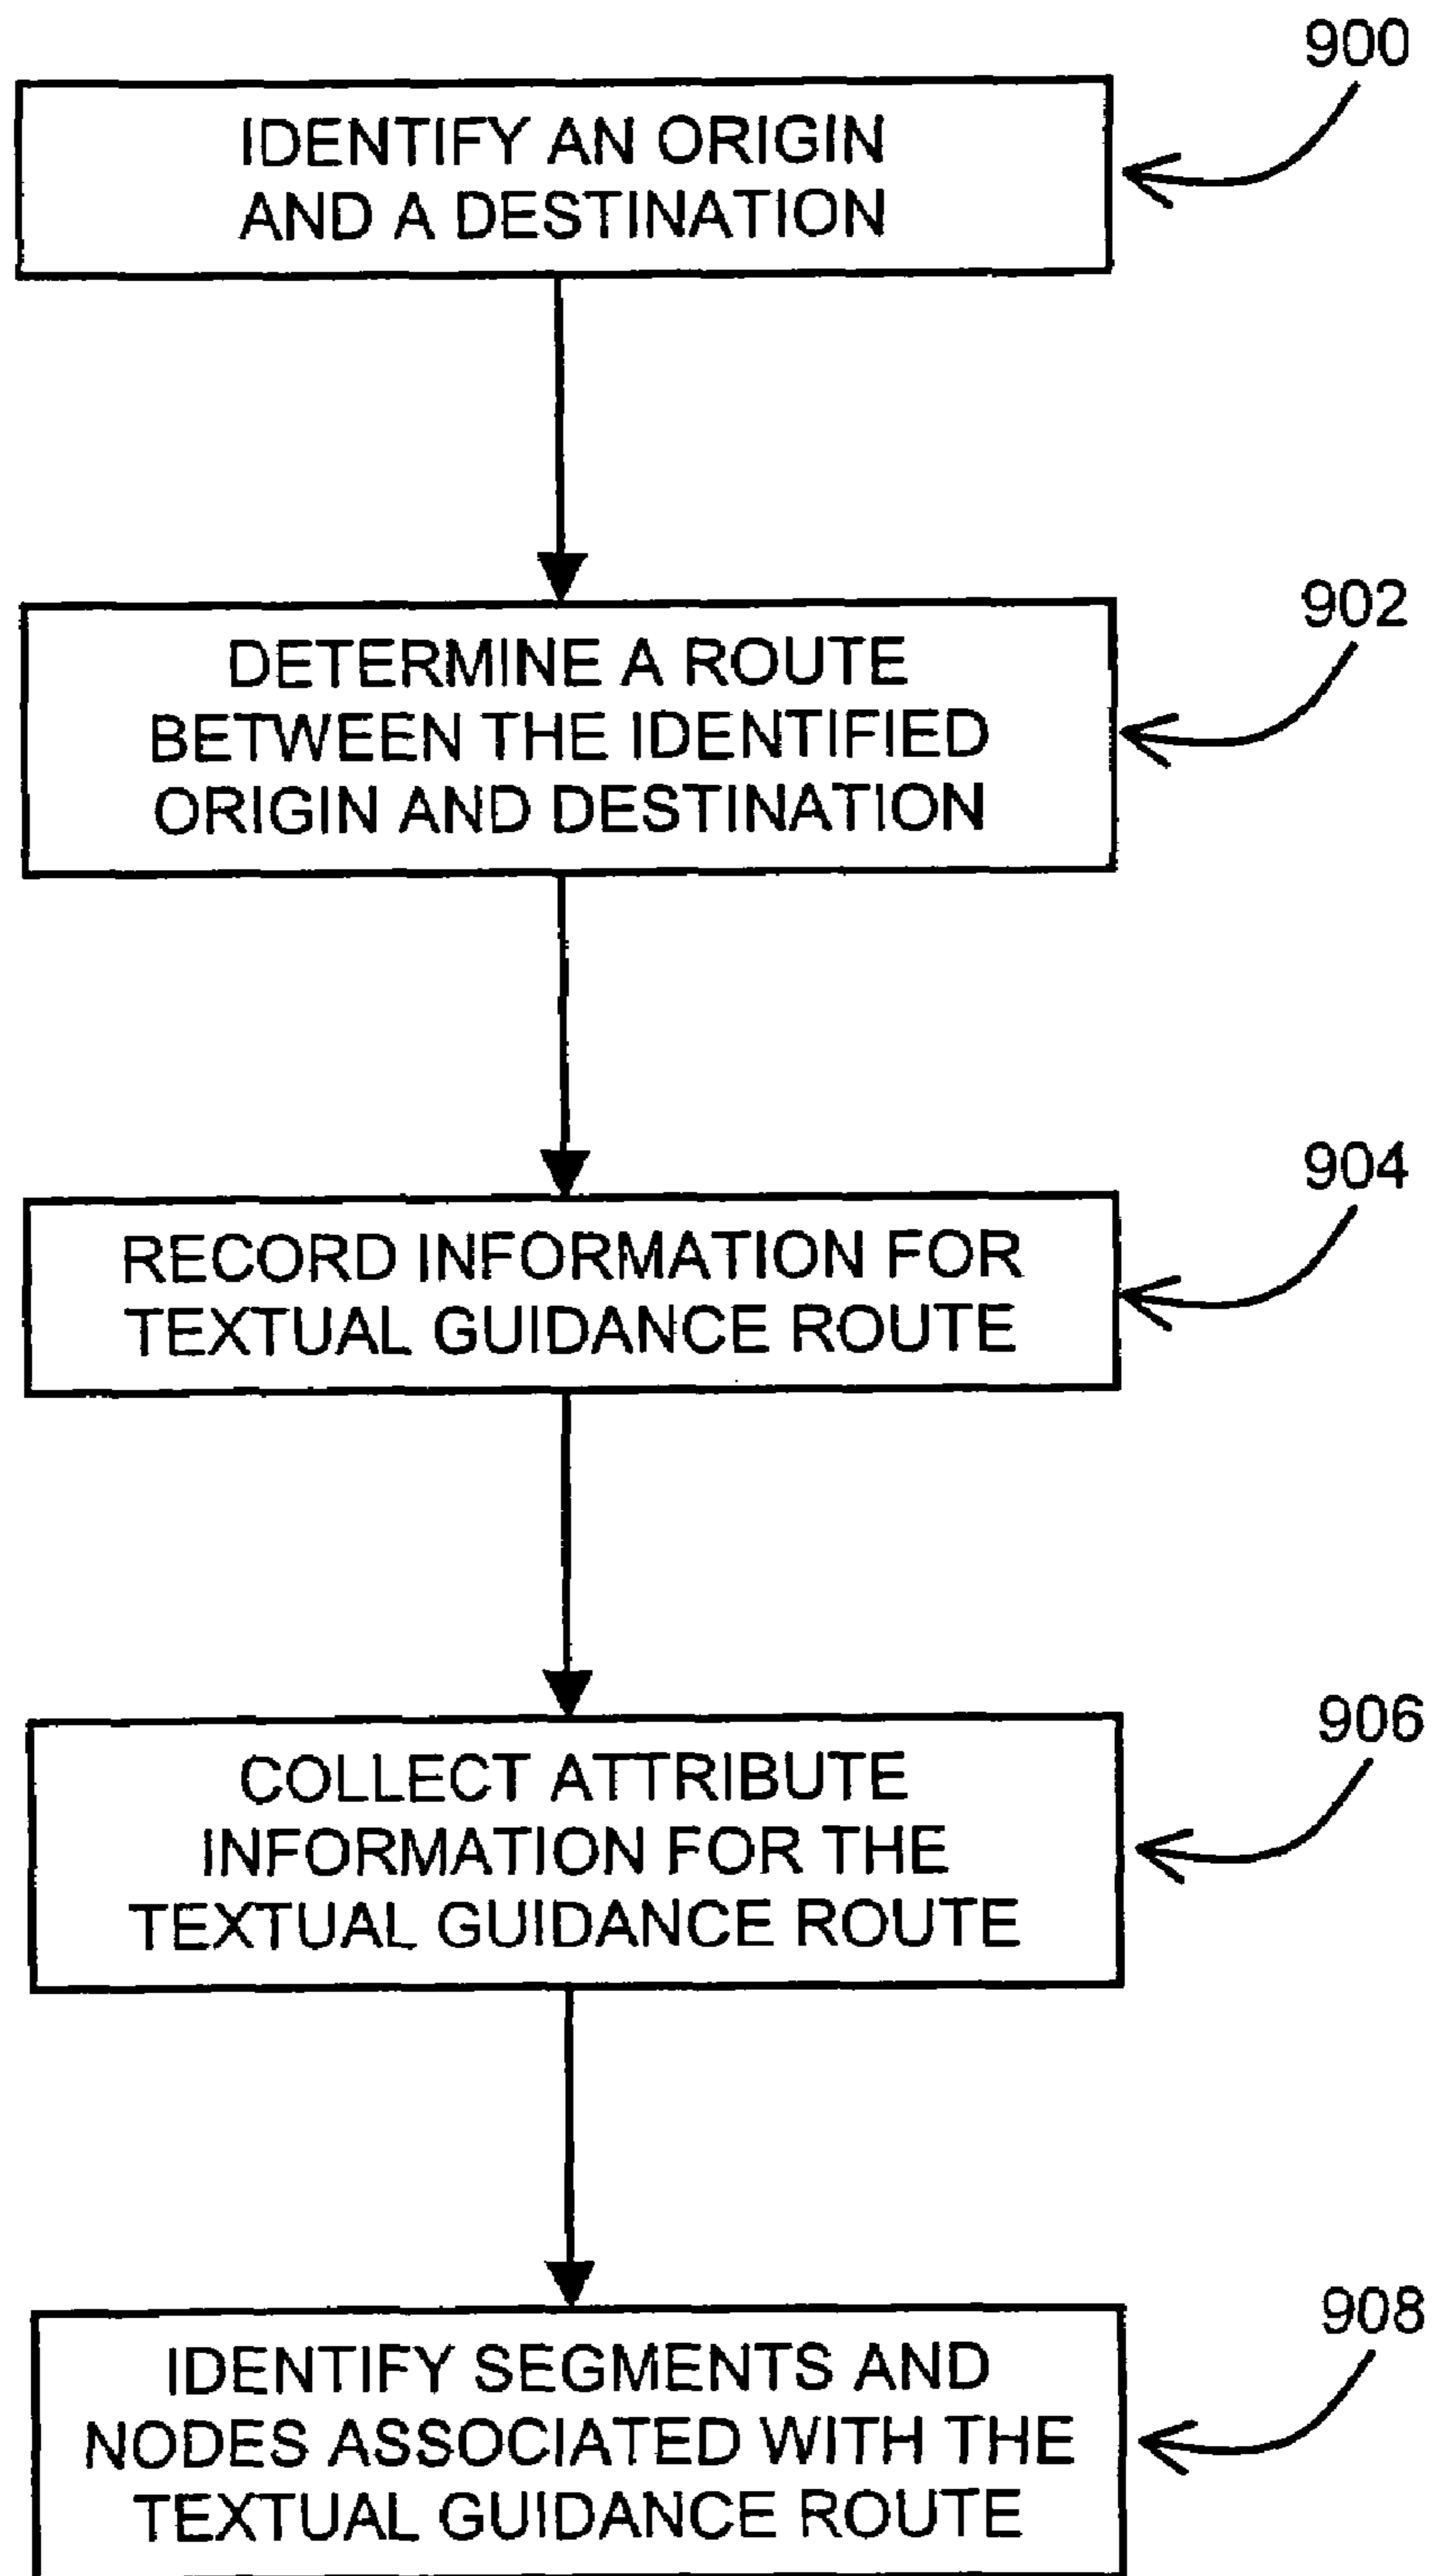 900
IDENTIFY AN ORIGIN
AND A DESTINATION
902
DETERMINE A ROUTE
BETWEEN THE IDENTIFIED
ORIGIN AND DESTINATION
904
RECORD INFORMATION FOR
TEXTUAL GUIDANCE ROUTE
906
COLLECT ATTRIBUTE
INFORMATION FOR THE
TEXTUAL GUIDANCE ROUTE
908
IDENTIFY SEGMENTS AND
NODES ASSOCIATED WITH THE
TEXTUAL GUIDANCE ROUTE